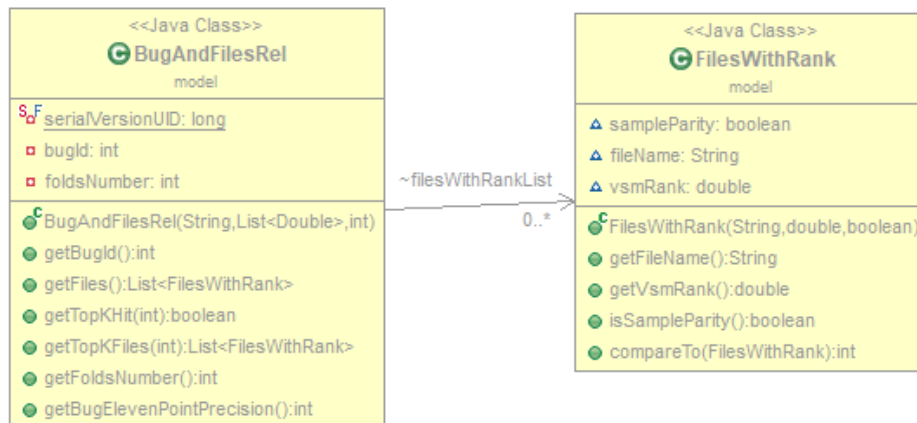 <<Java Class>>
BugAndFilesRel
model
serialVersionUID: long
bugId: int
foldsNumber: int
BugAndFilesRel(String,List<Double>,int)
getBugId():int
getFiles():List<FilesWithRank>
getTopKHit(int):boolean
getTopKFiles(int):List<FilesWithRank>
getFoldsNumber():int
getBugElevenPointPrecision():int
~filesWithRankList
0..*
<<Java Class>>
FilesWithRank
model
sampleParity: boolean
fileName: String
vsmRank: double
FilesWithRank(String,double,boolean)
getFileName():String
getVsmRank():double
isSampleParity():boolean
compareTo(FilesWithRank):int